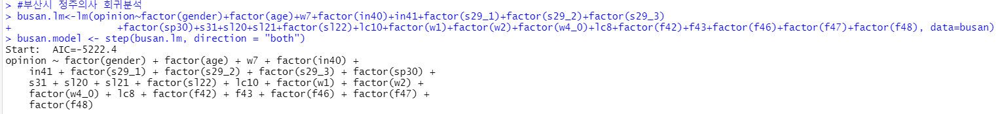 > #부산시 정주의사 회귀분석
> busan.lm<-lm(opinion~factor(gender)+factor(age)+w7+factor(in40)+in41+factor(s29_1)+factor(s29_2)+factor(s29_3)
+                  +factor(sp30)+s31+sl20+sl21+factor(sl22)+lc10+factor(w1)+factor(w2)+factor(w4_0)+lc8+factor(f42)+f43+factor(f46)+factor(f47)+factor(f48), data=busan)
> busan.model <- step(busan.lm, direction = "both")
Start:  AIC=-5222.4
opinion ~ factor(gender) + factor(age) + w7 + factor(in40) +
    in41 + factor(s29_1) + factor(s29_2) + factor(s29_3) + factor(sp30) +
    s31 + sl20 + sl21 + factor(sl22) + lc10 + factor(w1) + factor(w2) +
    factor(w4_0) + lc8 + factor(f42) + f43 + factor(f46) + factor(f47) +
    factor(f48)